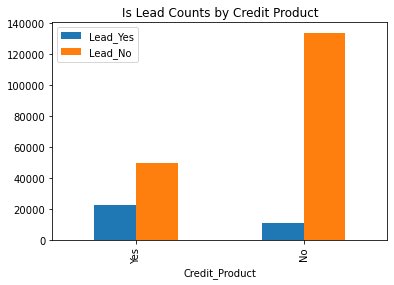 Is Lead Counts by Credit Product
140000
120000
100000
80000
60000
40000
20000
0
Lead_Yes
Lead_No
Yes
No
Credit_Product